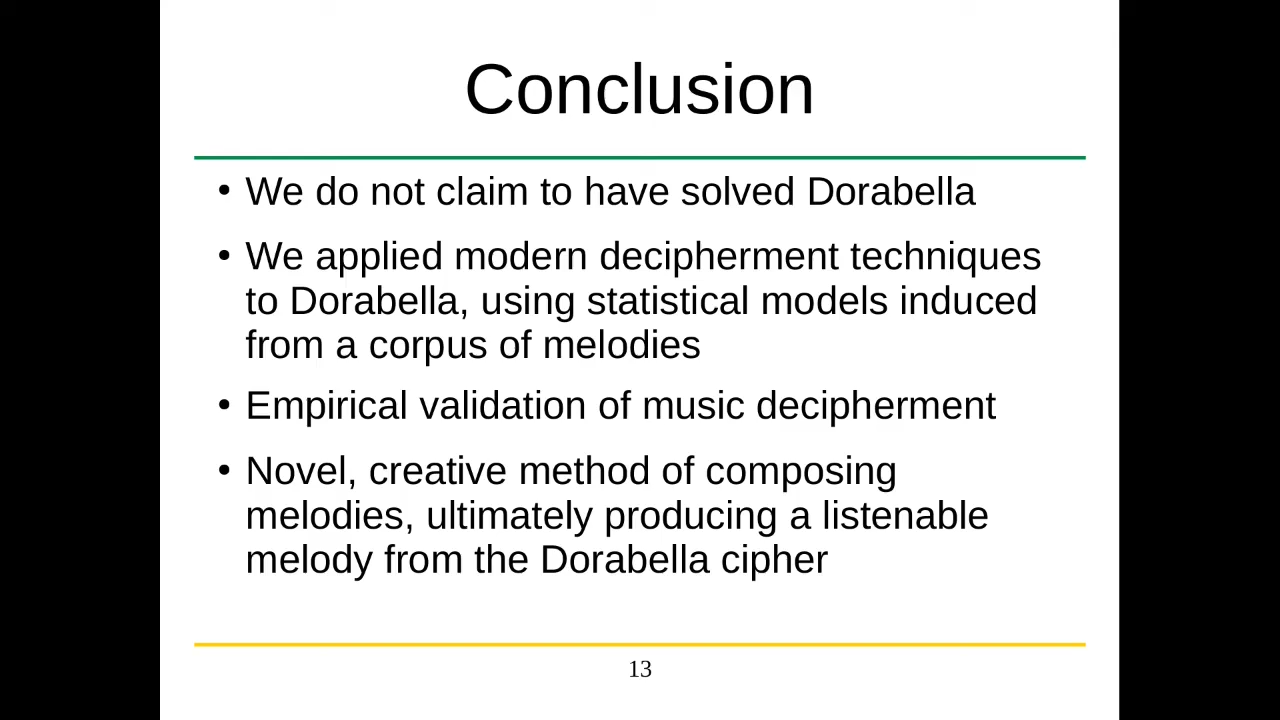 Conclusion
• We do not claim to have solved Dorabella
• We applied modern decipherment techniques
to Dorabella, using statistical models induced
from a corpus of melodies
• Empirical validation of music decipherment
• Novel, creative method of composing
melodies, ultimately producing a listenable
melody from the Dorabella cipher
13